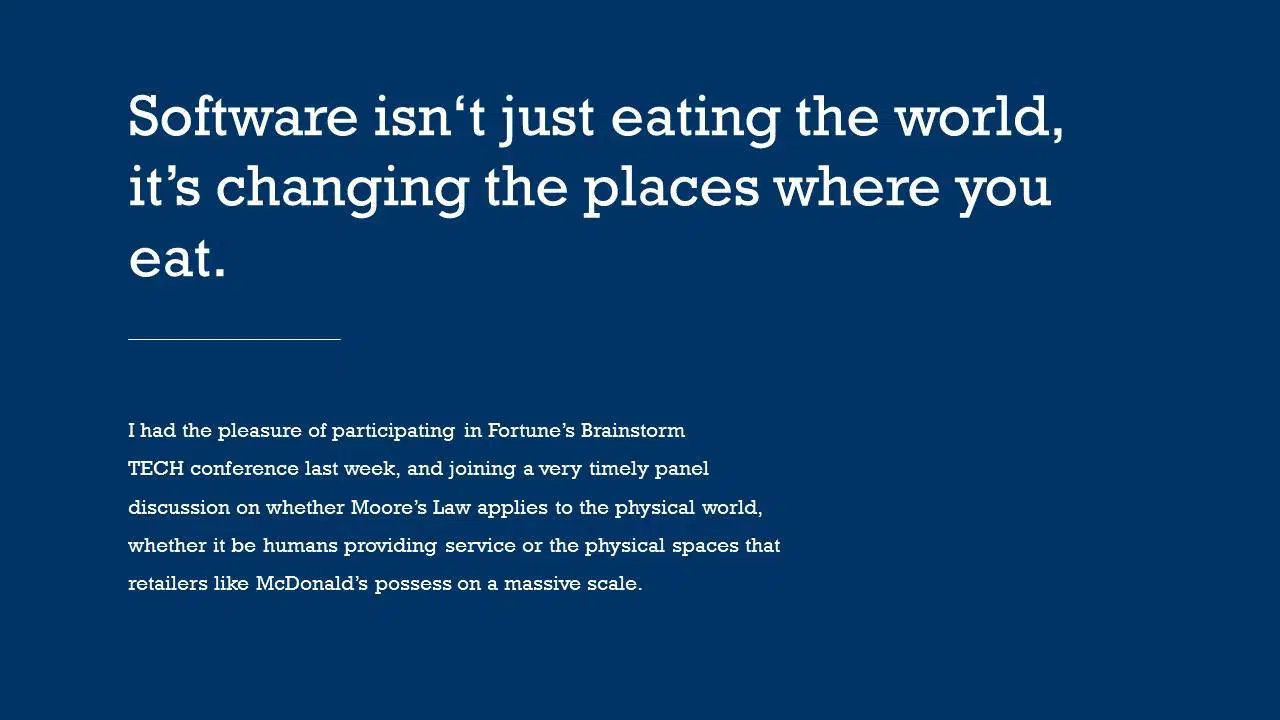 Software isn‘t just eating the world,
it’s changing the places where you
eat.
I had the pleasure of participating in Fortune’s Brainstorm
TECH conference last week, and joining a very timely panel
discussion on whether Moore’s Law applies to the physical world,
whether it be humans providing service or the physical spaces that
retailers like McDonald’s possess on a massive scale.